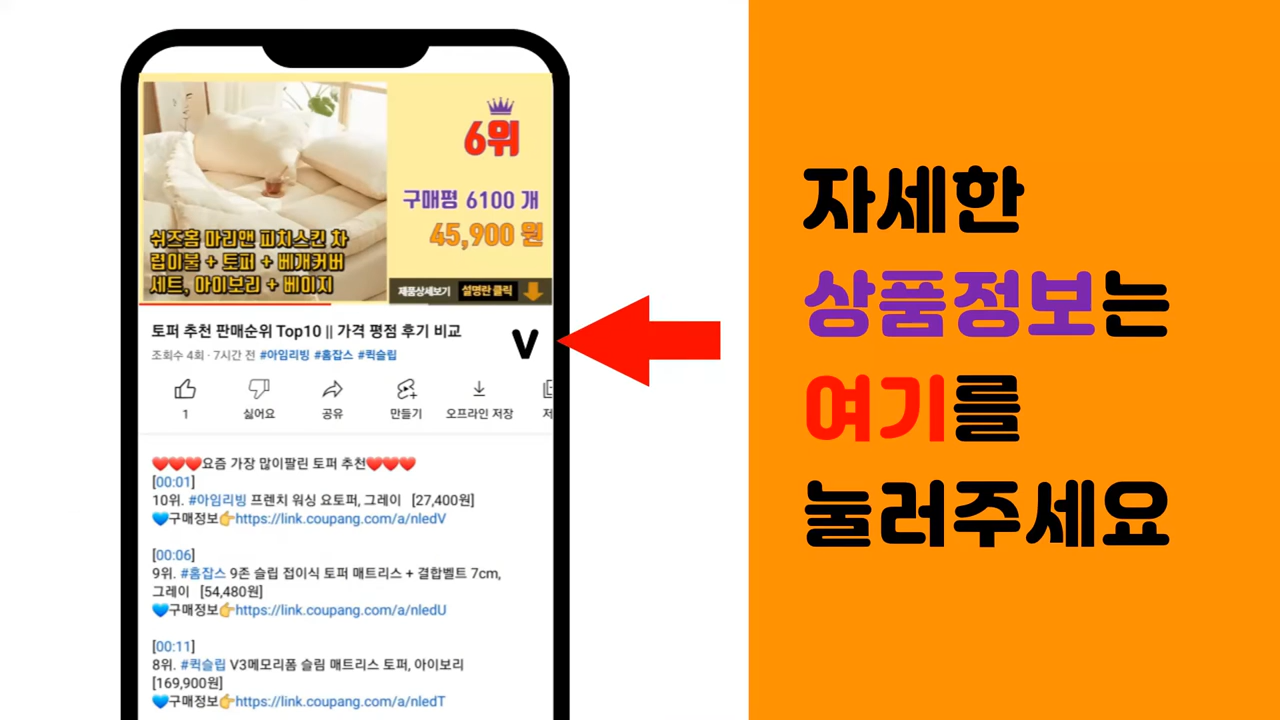 6위
구매평 6100 개
45,900 원
쉬즈홈 마리앤 피치스킨 차
럽이불 + 토퍼 + 베개커버
세트, 아이보리 + 베이지
제품상세보기 설명란 클릭
토퍼 추천 판매순위 Top10 || 가격 평점 후기 비교
V
조회수 4회 · 7시간 전 #아임리빙 #홈잡스 #퀵슬립
1 싫어요 공유 만들기 오프라인 저장 저
❤️❤️❤️요즘 가장 많이팔린 토퍼 추천❤️❤️❤️
[00:01]
10위. #아임리빙 프렌치 워싱 요토퍼, 그레이 [27,400원]
💙구매정보👉https://link.coupang.com/a/nledV
[00:06]
9위. #홈잡스 9존 슬립 접이식 토퍼 매트리스 + 결합벨트 7cm,
그레이 [54,480원]
💙구매정보👉https://link.coupang.com/a/nledU
[00:11]
8위. #퀵슬립 V3메모리폼 슬림 매트리스 토퍼, 아이보리
[169,900원]
💙구매정보👉https://link.coupang.com/a/nledT
자세한
상품정보는
여기를
눌러주세요